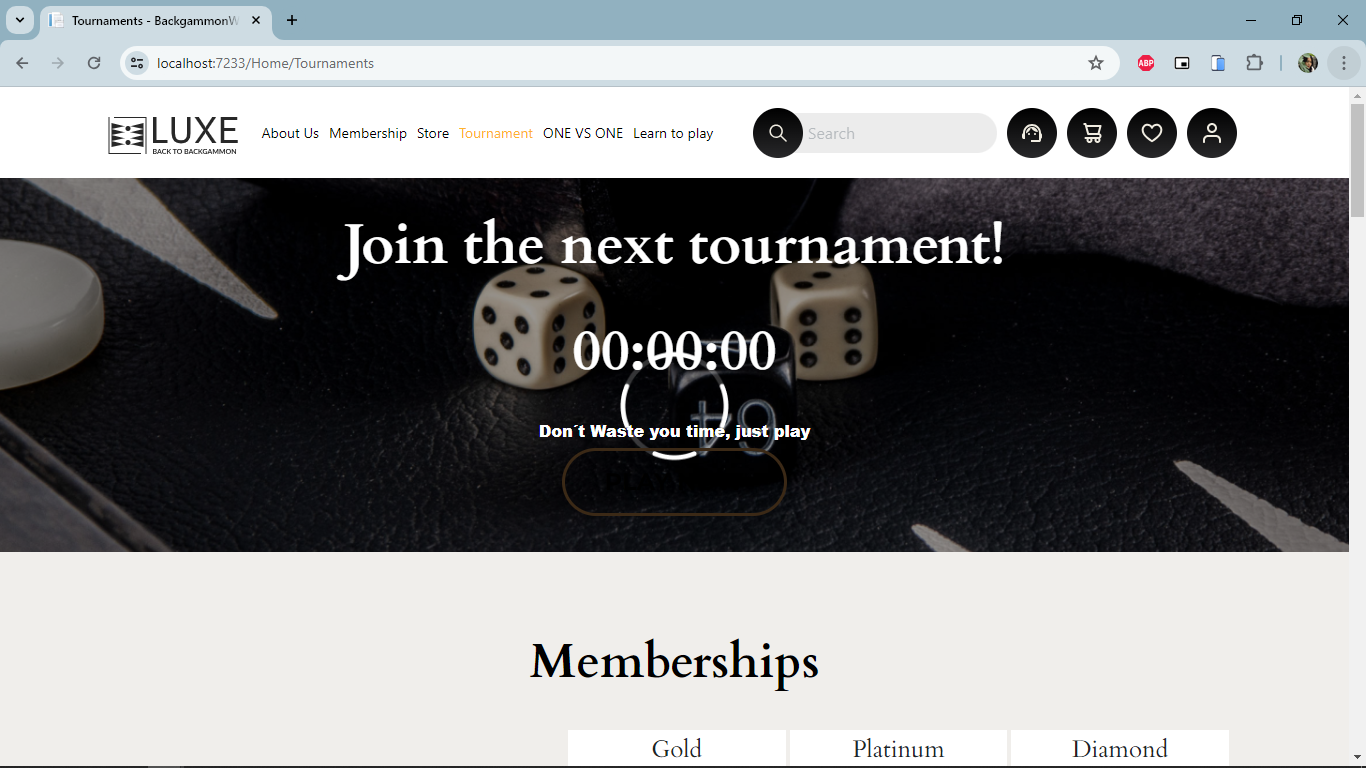 Tournaments - BackgammonW
localhost:7233/Home/Tournaments
ABP
LUXE
BACK TO BACKGAMMON
About Us Membership Store Tournament ONE VS ONE Learn to play
Search
Join the next tournament!
00:00:00
64
Don´t Waste you time, just play
Memberships
Gold Platinum Diamond